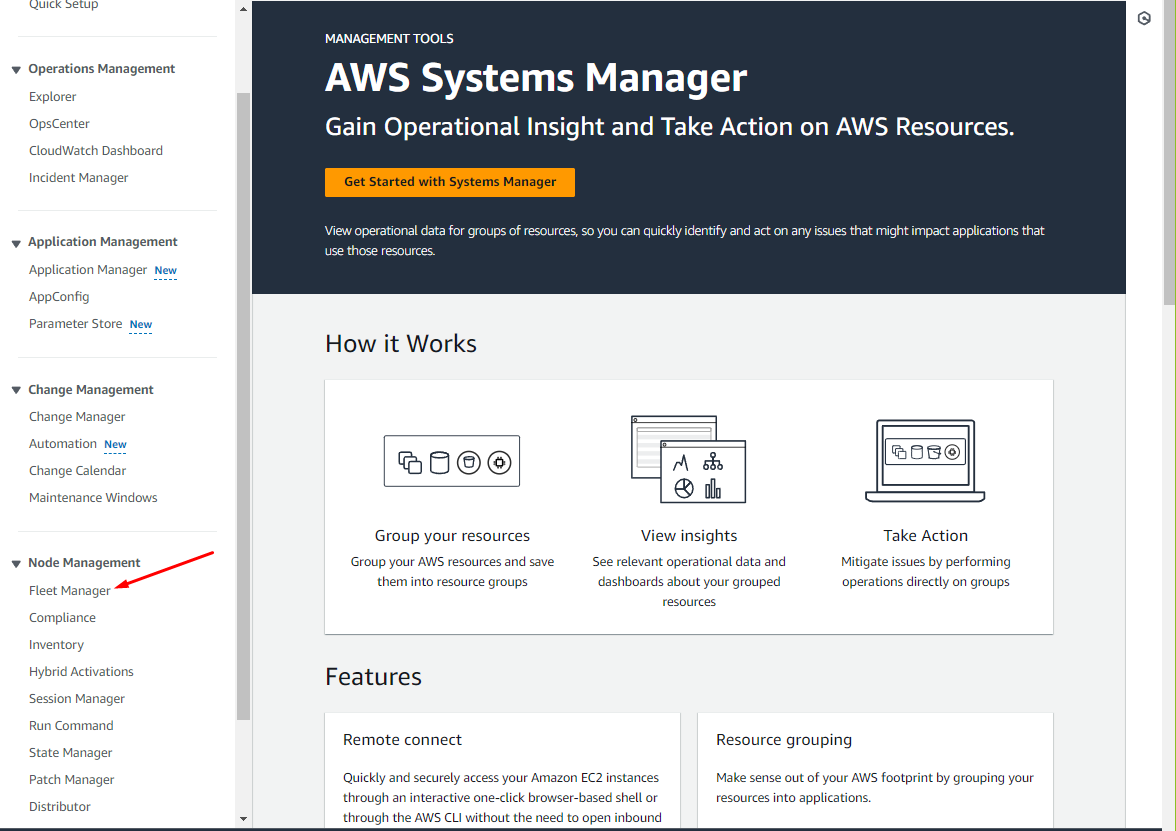 Quick Setup
Operations Management
Explorer
OpsCenter
CloudWatch Dashboard
Incident Manager
Application Management
Application Manager New
AppConfig
Parameter Store New
Change Management
Change Manager
Automation New
Change Calendar
Maintenance Windows
Node Management
Fleet Manager
Compliance
Inventory
Hybrid Activations
Session Manager
Run Command
State Manager
Patch Manager
Distributor
MANAGEMENT TOOLS
AWS Systems Manager
Gain Operational Insight and Take Action on AWS Resources.
Get Started with Systems Manager
View operational data for groups of resources, so you can quickly identify and act on any issues that might impact applications that
use those resources.
How it Works
Group your resources
Group your AWS resources and save
them into resource groups
View insights
See relevant operational data and
dashboards about your grouped
resources
Take Action
Mitigate issues by performing
operations directly on groups
Features
Remote connect
Quickly and securely access your Amazon EC2 instances
through an interactive one-click browser-based shell or
through the AWS CLI without the need to open inbound
Resource grouping
Make sense out of your AWS footprint by grouping your
resources into applications.